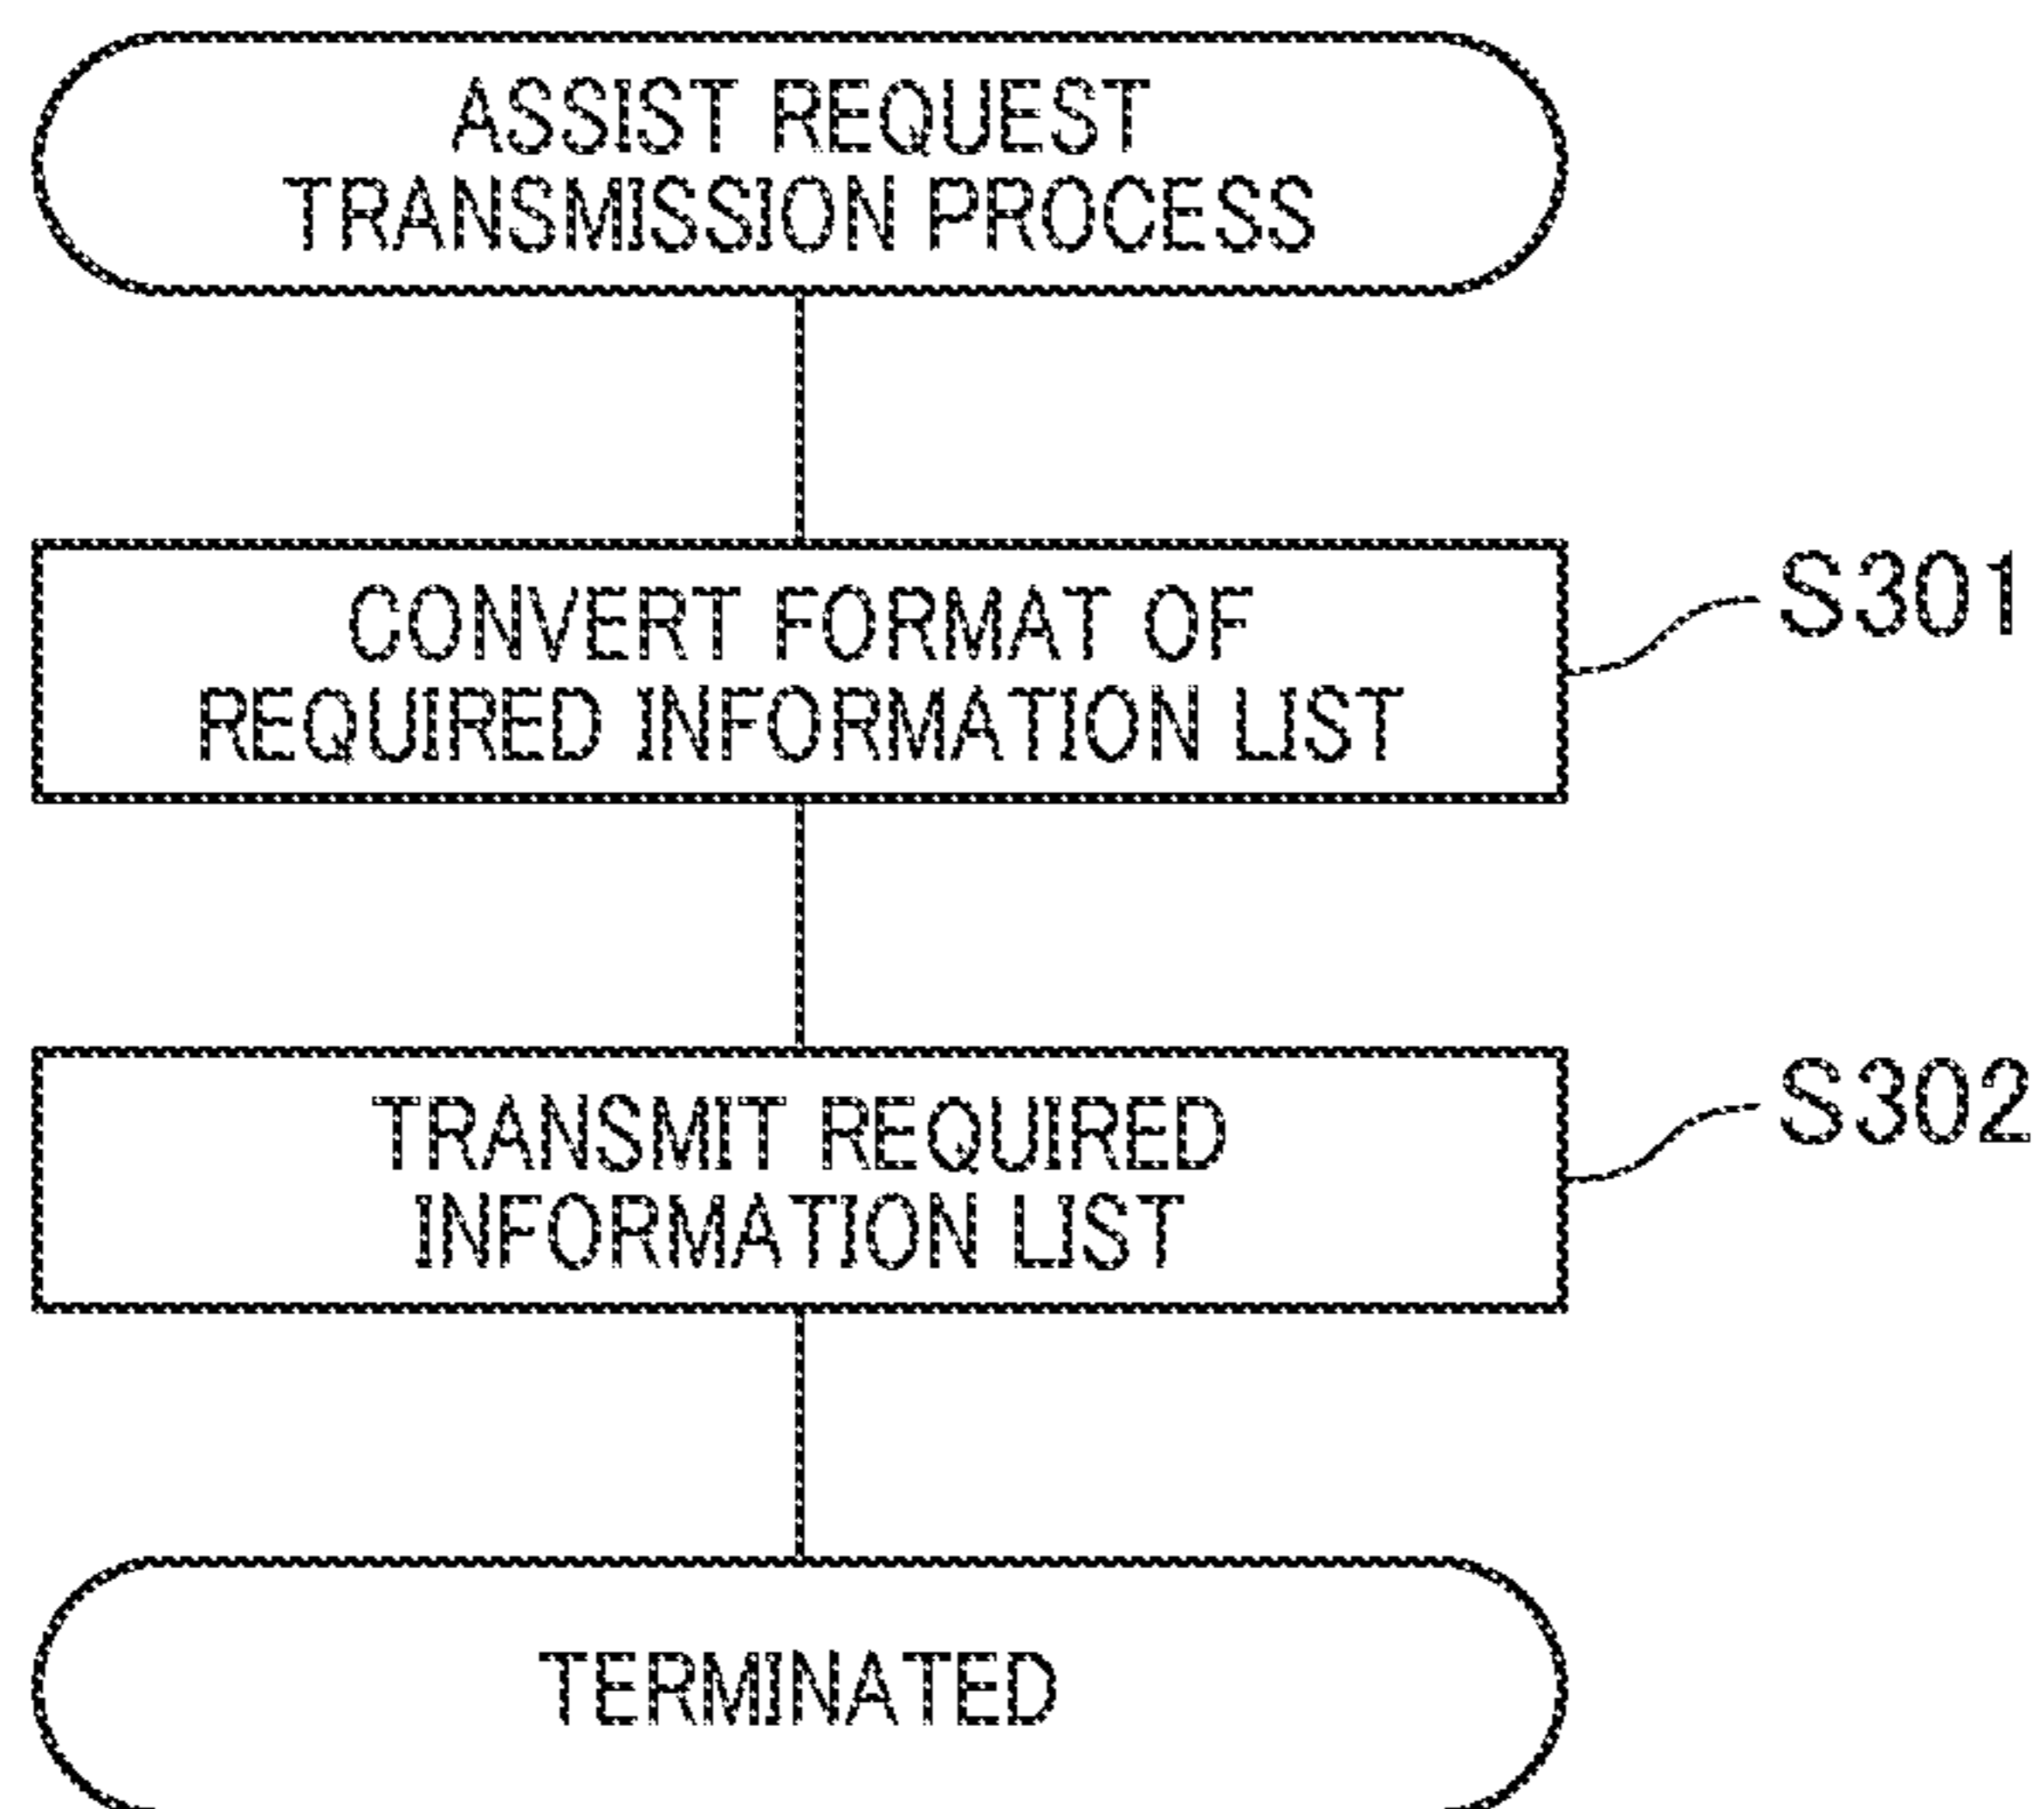 ASSIST REQUEST
TRANSMISSION PROCESS
CONVERT FORMAT OF
REQUIRED INFORMATION LIST
S301
TRANSMIT REQUIRED
INFORMATION LIST
S302
TERMINATED